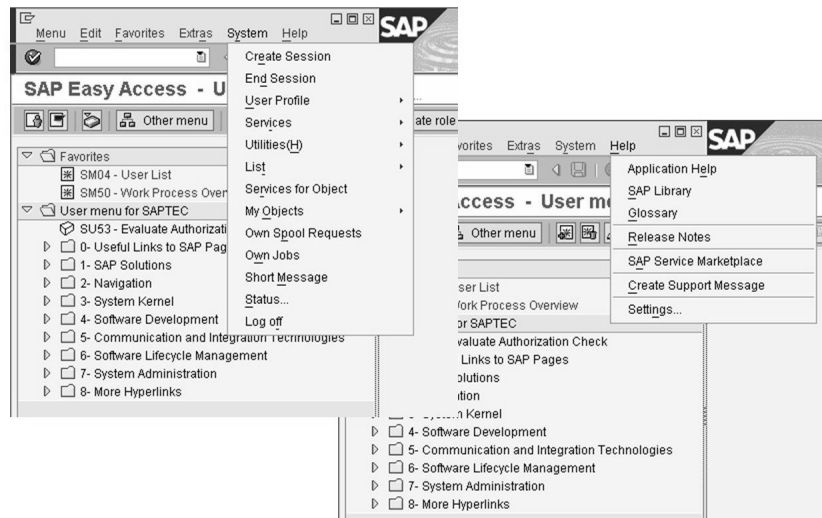 Menu Edit Favorites Extras System Help
SAP
SAP Easy Access - U
...
Other menu
ate role
Create Session
End Session
User Profile
Services
Utilities(H)
List
Services for Object
My Objects
Own Spool Requests
Own Jobs
Short Message
Status...
Log off
Favorites
SM04 - User List
SM50 - Work Process Over
User menu for SAPTEC
SU53 - Evaluate Authorizati
0- Useful Links to SAP Pag
1- SAP Solutions
2- Navigation
3- System Kernel
4- Software Development
5- Communication and Integration Technologies
6- Software Lifecycle Management
7- System Administration
8- More Hyperlinks
vorites Extras System Help
SAP
ccess - User me
Other menu
Application Help
SAP Library
Glossary
Release Notes
SAP Service Marketplace
Create Support Message
Settings...
ser List
Work Process Overview
or SAPTEC
valuate Authorization Check
Links to SAP Pages
olutions
ation
System Kernel
4- Software Development
5- Communication and Integration Technologies
6- Software Lifecycle Management
7- System Administration
8- More Hyperlinks